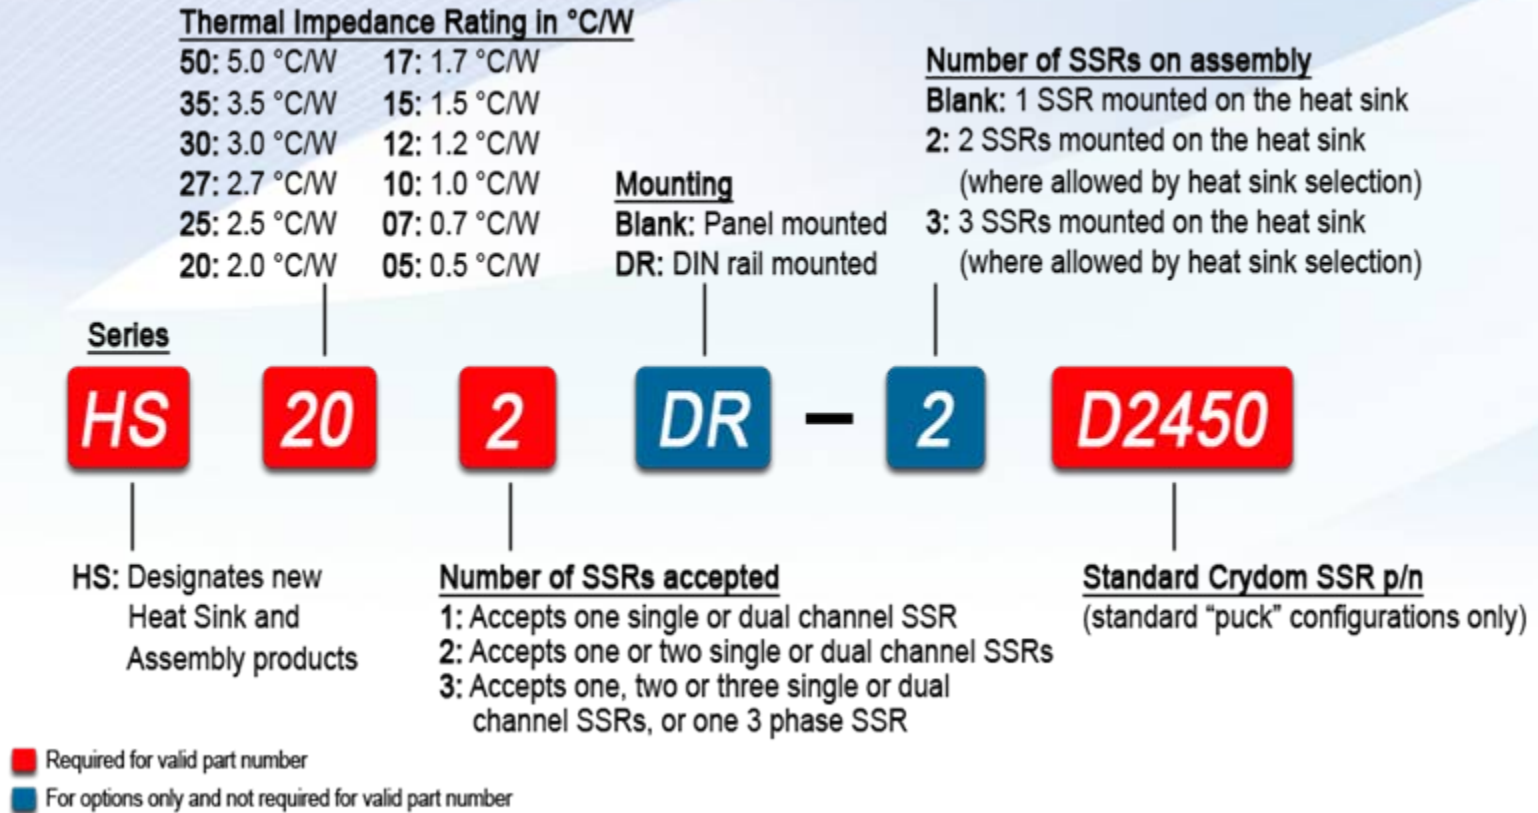 Thermal Impedance Rating in °C/W
50: 5.0 °C/W 17: 1.7 °C/W
35: 3.5 °C/W 15: 1.5 °C/W
30: 3.0 °C/W 12: 1.2 °C/W
27: 2.7 °C/W 10: 1.0 °C/W
25: 2.5 °C/W 07: 0.7 °C/W
20: 2.0 °C/W 05: 0.5 °C/W
Mounting
Blank: Panel mounted
DR: DIN rail mounted
Number of SSRs on assembly
Blank: 1 SSR mounted on the heat sink
2: 2 SSRs mounted on the heat sink
(where allowed by heat sink selection)
3: 3 SSRs mounted on the heat sink
(where allowed by heat sink selection)
Series
HS 20 2 DR – 2 D2450
HS: Designates new
Heat Sink and
Assembly products
Number of SSRs accepted
1: Accepts one single or dual channel SSR
2: Accepts one or two single or dual channel SSRs
3: Accepts one, two or three single or dual
channel SSRs, or one 3 phase SSR
Standard Crydom SSR p/n
(standard “puck” configurations only)
Required for valid part number
For options only and not required for valid part number